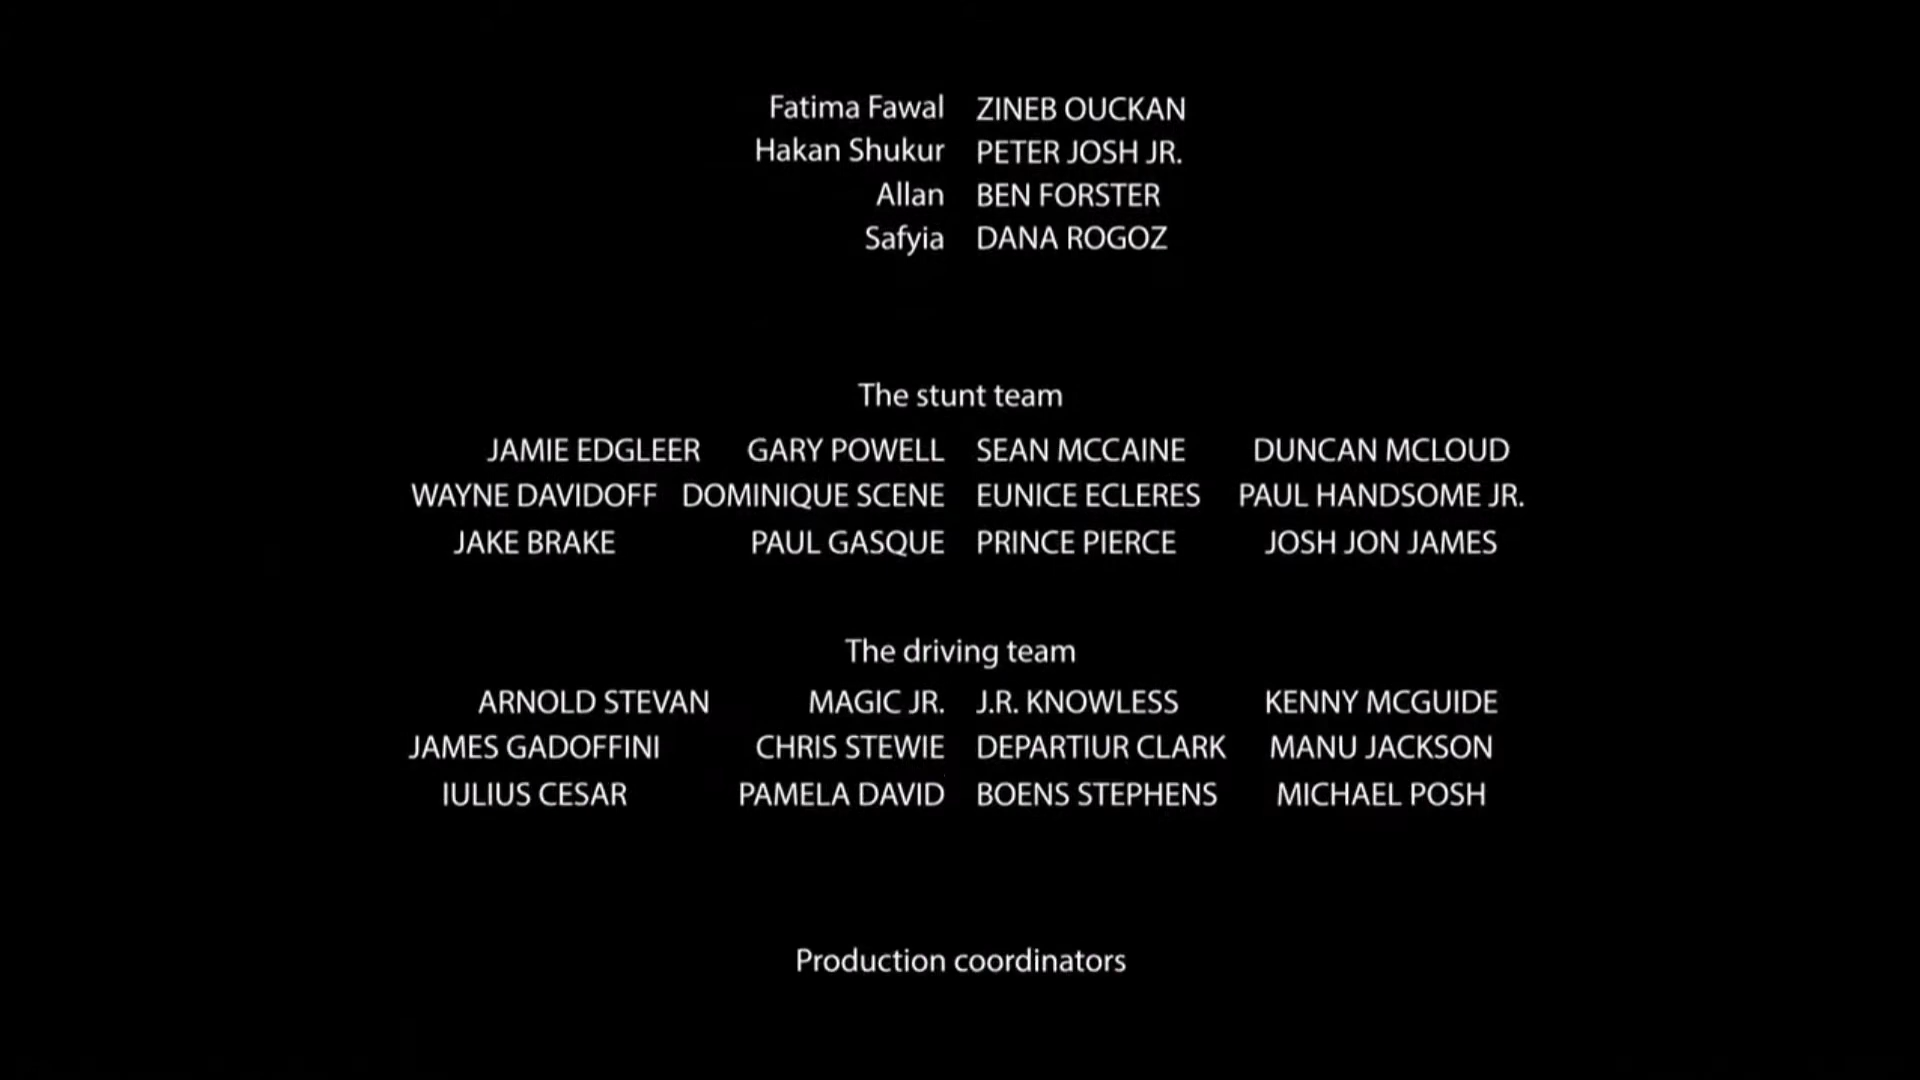 Fatima Fawal ZINEB OUCKAN
Hakan Shukur PETER JOSH JR.
Allan BEN FORSTER
Safyia DANA ROGOZ
The stunt team
JAMIE EDGLEER GARY POWELL SEAN MCCAINE DUNCAN MCLOUD
WAYNE DAVIDOFF DOMINIQUE SCENE EUNICE ECLERES PAUL HANDSOME JR.
JAKE BRAKE PAUL GASQUE PRINCE PIERCE JOSH JON JAMES
The driving team
ARNOLD STEVAN MAGIC JR. J.R. KNOWLESS KENNY MCGUIDE
JAMES GADOFFINI CHRIS STEWIE DEPARTIUR CLARK MANU JACKSON
IULIUS CESAR PAMELA DAVID BOENS STEPHENS MICHAEL POSH
Production coordinators